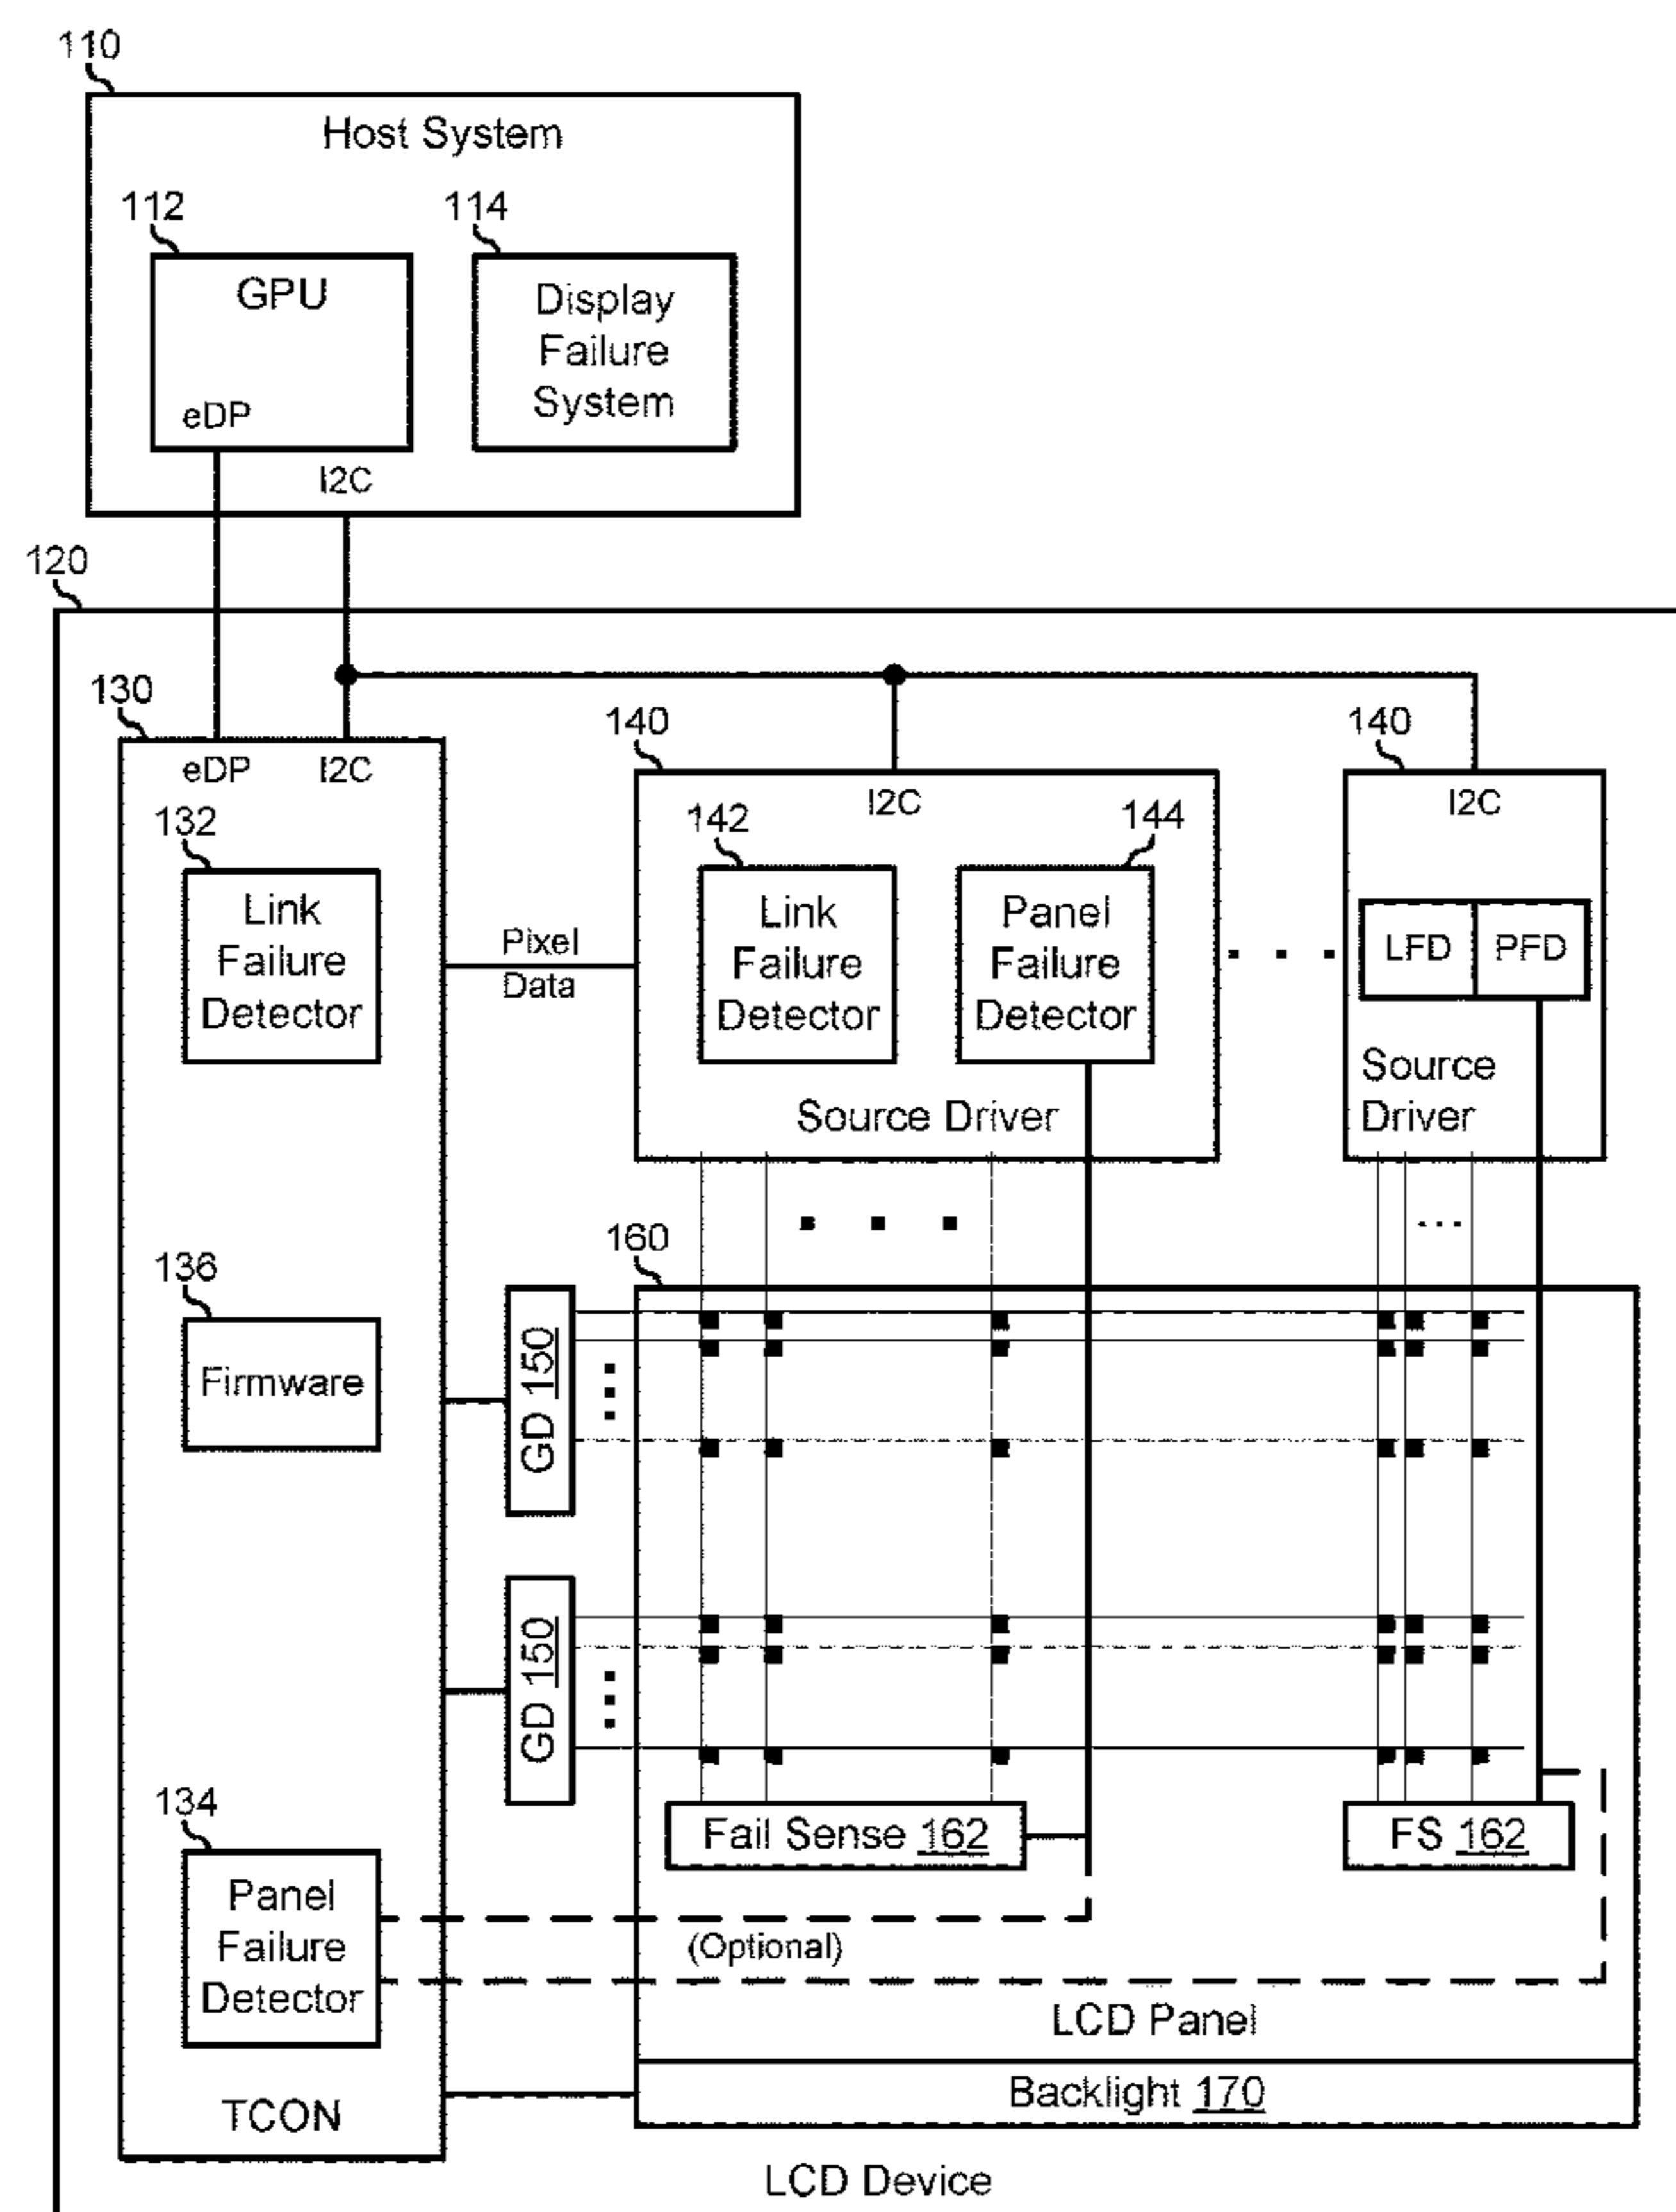 110
Host System
112
114
GPU
Display
Failure
System
eDP
I2C
120
130
140
140
eDP
I2C
I2C
I2C
132
142
144
Link
Failure
Detector
Link
Failure
Detector
Panel
Failure
Detector
LFD
PFD
Pixel
Data
Source Driver
Source
Driver
160
136
Firmware
GD 150
GD 150
134
Fail Sense 162
FS 162
Panel
Failure
Detector
(Optional)
LCD Panel
Backlight 170
TCON
LCD Device